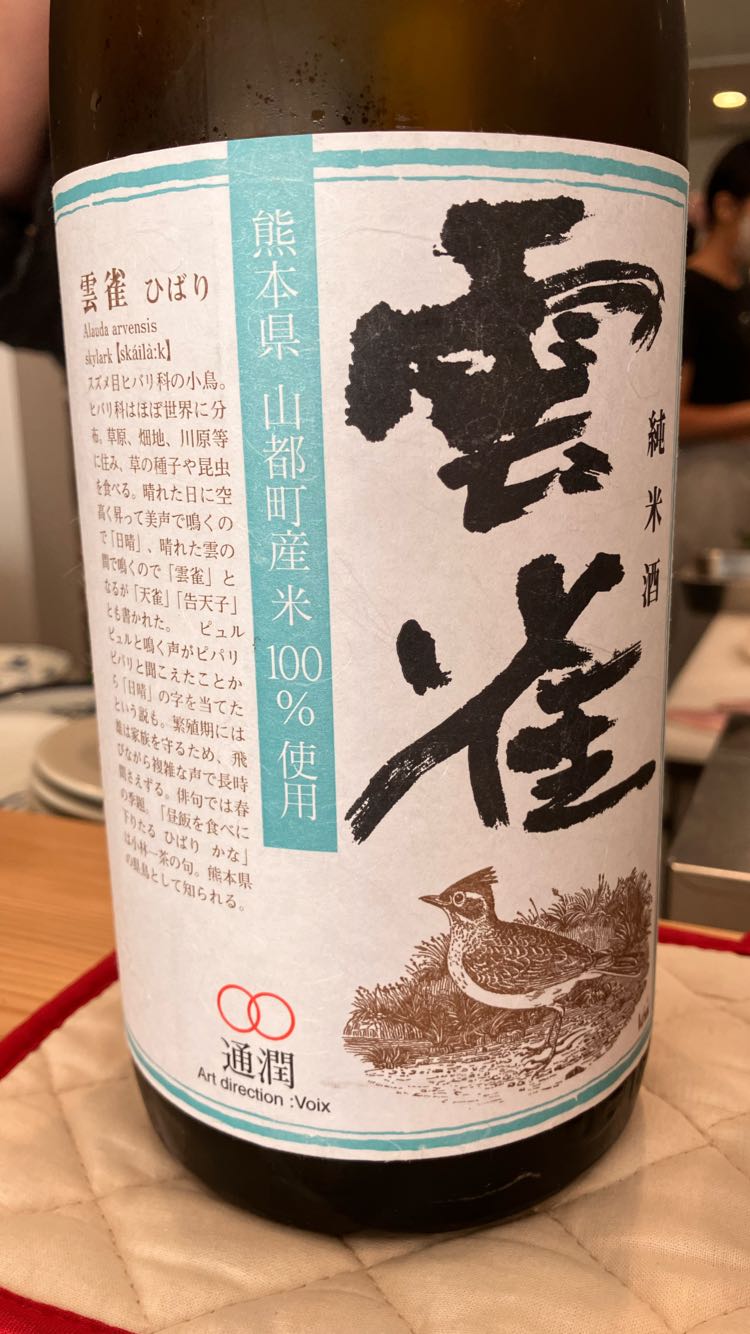 雲雀
純米酒
熊本県 山都町産米 100% 使用
雲雀 ひばり
Alauda arvensis
skylark【skáilὰ:k】
スズメ目ヒバリ科の小鳥。
ヒバリ科はほぼ世界に分
布。草原、畑地、川原等
に住み、草の種子や昆虫
を食べる。晴れた日に空
高く昇って美声で鳴くの
で「日晴」、晴れた雲の
間で鳴くので「雲雀」と
なるが「天雀」「告天子」
とも書かれた。 ピュル
ピュルと鳴く声がピバリ
ピバリと聞こえたことか
ら「日晴」の字を当てた
という説も。繁殖期には
雄は家族を守るため、飛
びながら複雑な声で長時
間さえずる。俳句では春
の季題。「昼飯を食べに
下りたる ひばり かな」
は小林一茶の句。熊本県
の県鳥として知られる。
通潤
Art direction :Voix